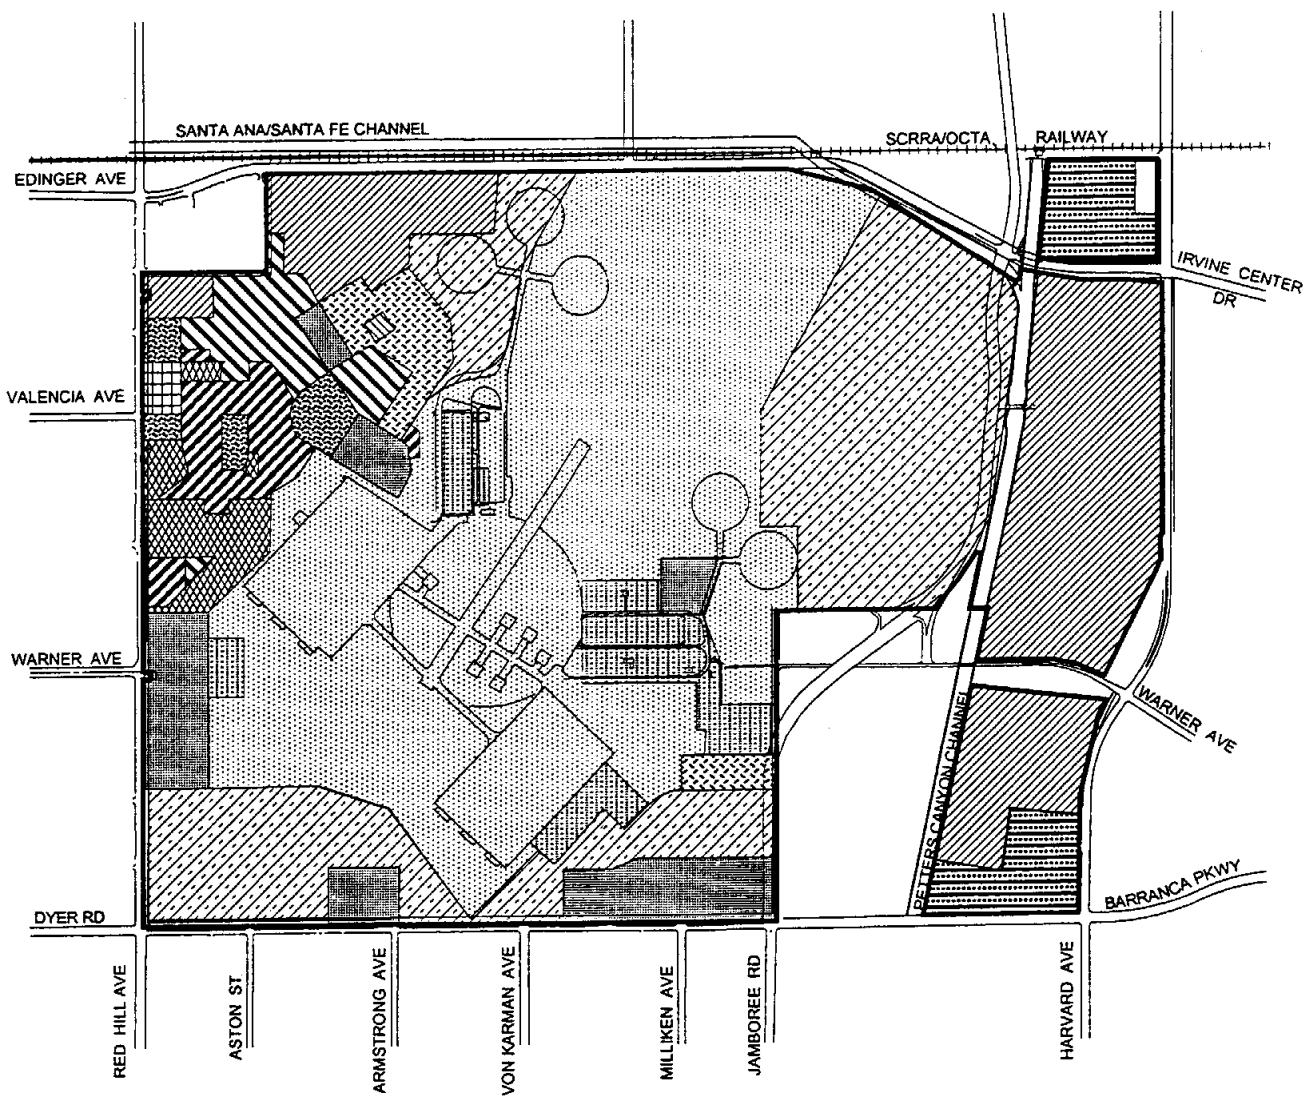 SANTA ANA/SANTA FE CHANNEL
SCRRA/OCTA
RAILWAY
EDINGER AVE
IRVINE CENTER
DR
VALENCIA AVE
WARNER AVE
WARNER AVE
PETTERS CANYON CHANNEL
BARRANCA PKWY
DYER RD
RED HILL AVE
ASTON ST
ARMSTRONG AVE
VON KARMAN AVE
MILLIKEN AVE
JAMBOREE RD
HARVARD AVE